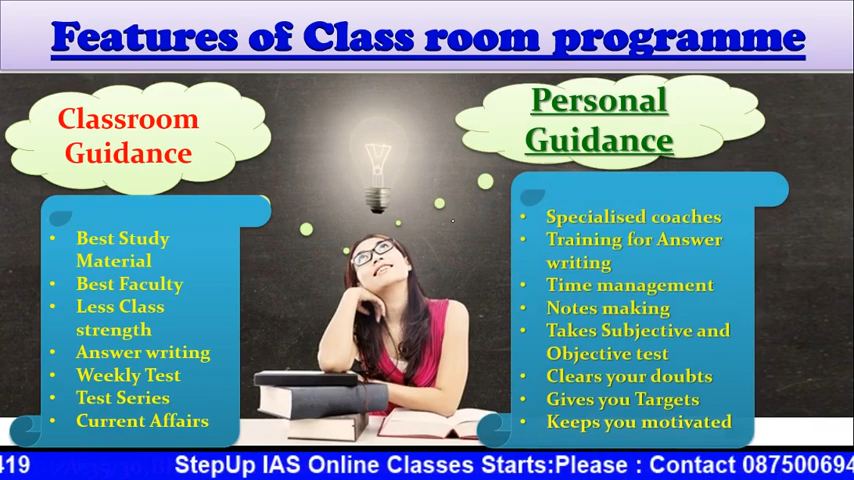 Features of Class room programme
Classroom
Guidance
• Best Study
Material
• Best Faculty
• Less Class
strength
• Answer writing
• Weekly Test
• Test Series
• Current Affairs
Personal
Guidance
• Specialised coaches
• Training for Answer
writing
• Time management
• Notes making
• Takes Subjective and
Objective test
• Clears your doubts
• Gives you Targets
• Keeps you motivated
419 StepUp IAS Online Classes Starts:Please : Contact 087500694